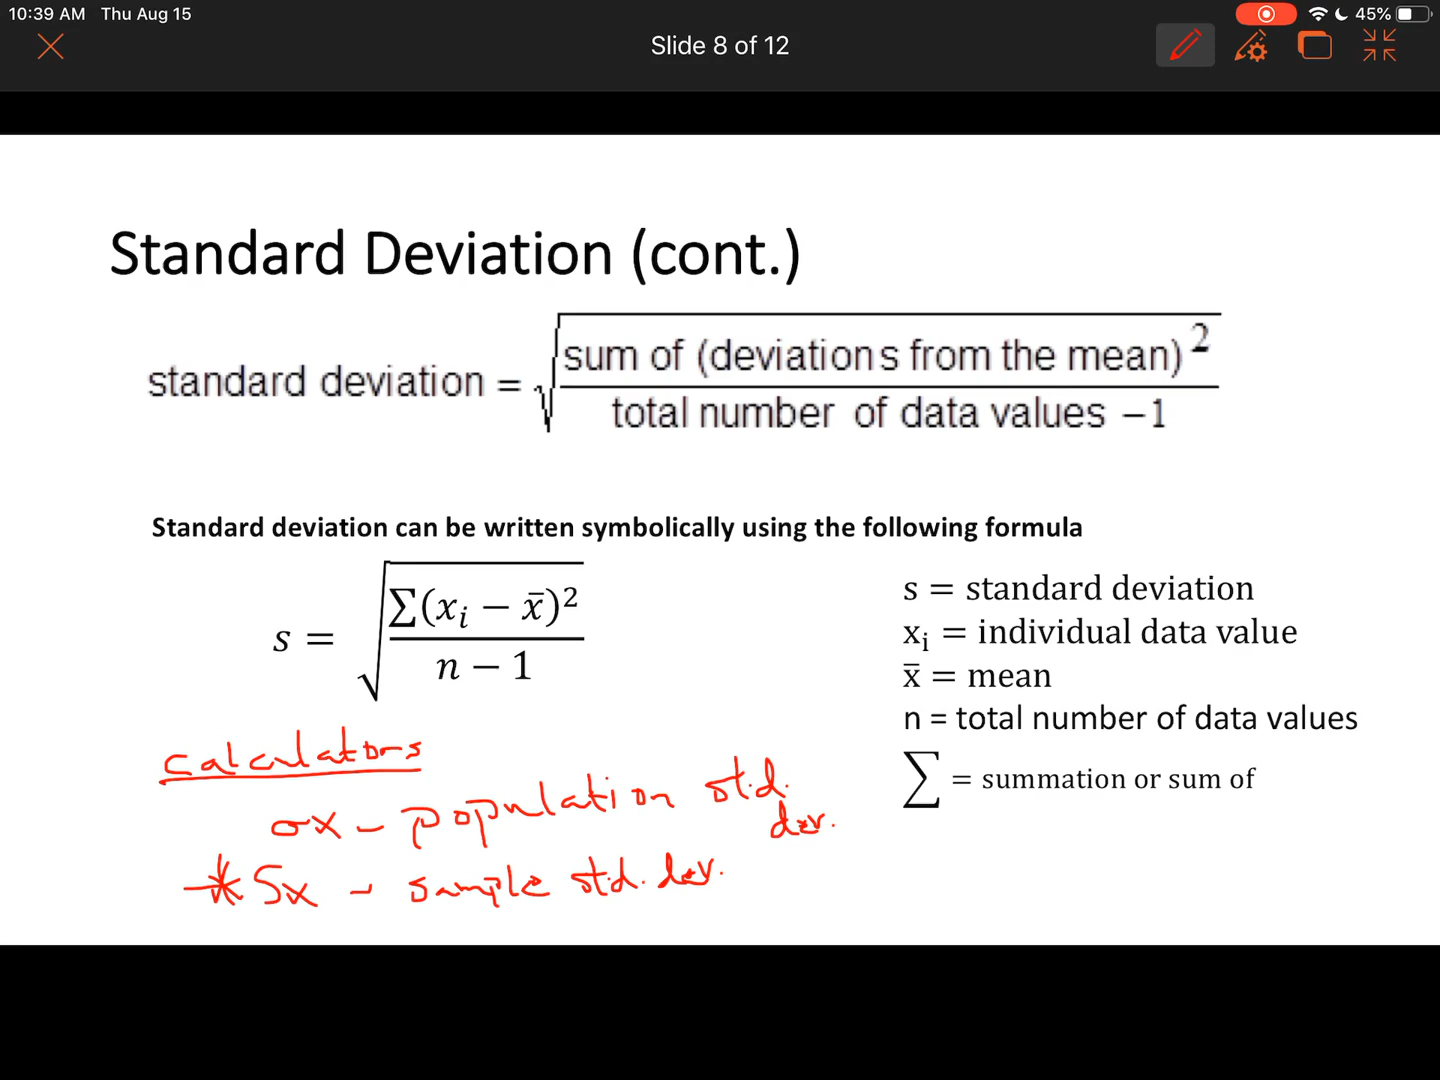 10:39 AM Thu Aug 15
45%
Slide 8 of 12
Standard Deviation (cont.)
standard deviation = √ sum of (deviations from the mean)² / total number of data values −1
Standard deviation can be written symbolically using the following formula
s = √ ∑(xᵢ − x̄)² / n − 1
s = standard deviation
xᵢ = individual data value
x̄ = mean
n = total number of data values
∑ = summation or sum of
Calculators
σx – population std. dev.
* Sx – sample std. dev.